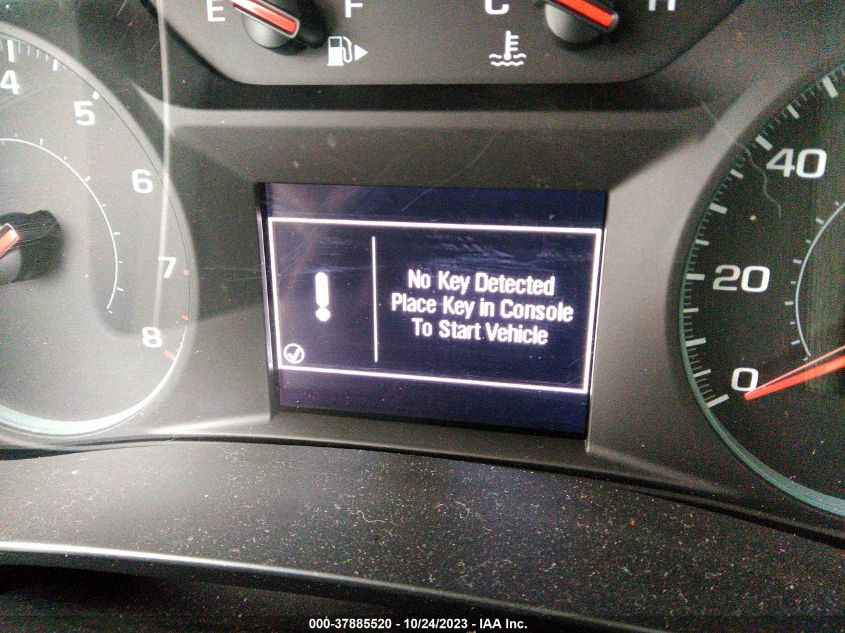 E F C H
4
5
6
7
8
40
20
0
No Key Detected
Place Key in Console
To Start Vehicle
000-37885520 - 10/24/2023 - IAA Inc.